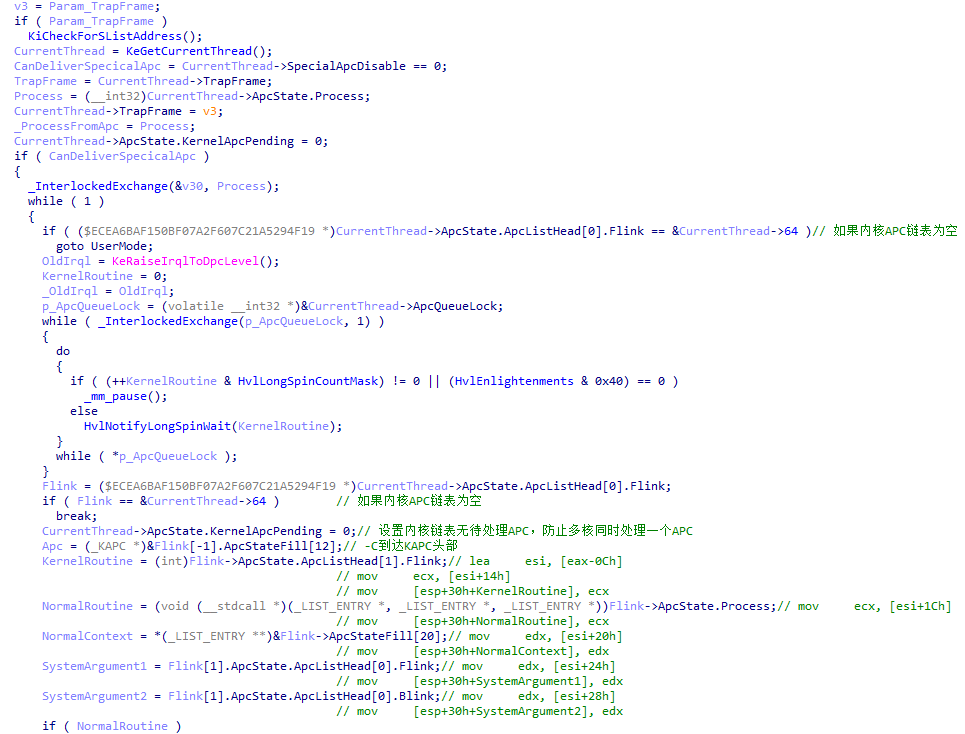 v3 = Param_TrapFrame;
if ( Param_TrapFrame )
KiCheckForSListAddress();
CurrentThread = KeGetCurrentThread();
CanDeliverSpecicalApc = CurrentThread->SpecialApcDisable == 0;
TrapFrame = CurrentThread->TrapFrame;
Process = (__int32)CurrentThread->ApcState.Process;
CurrentThread->TrapFrame = v3;
_ProcessFromApc = Process;
CurrentThread->ApcState.KernelApcPending = 0;
if ( CanDeliverSpecicalApc )
{
_InterlockedExchange(&v30, Process);
while ( 1 )
{
if ( ($ECEA6BAF150BF07A2F607C21A5294F19 *)CurrentThread->ApcState.ApcListHead[0].Flink == &CurrentThread->64 )// 如果内核APC链表为空
goto UserMode;
OldIrql = KeRaiseIrqlToDpcLevel();
KernelRoutine = 0;
_OldIrql = OldIrql;
p_ApcQueueLock = (volatile __int32 *)&CurrentThread->ApcQueueLock;
while ( _InterlockedExchange(p_ApcQueueLock, 1) )
{
do
{
if ( (++KernelRoutine & HvlLongSpinCountMask) != 0 || (HvlEnlightenments & 0x40) == 0 )
_mm_pause();
else
HvlNotifyLongSpinWait(KernelRoutine);
}
while ( *p_ApcQueueLock );
}
Flink = ($ECEA6BAF150BF07A2F607C21A5294F19 *)CurrentThread->ApcState.ApcListHead[0].Flink;
if ( Flink == &CurrentThread->64 ) // 如果内核APC链表为空
break;
CurrentThread->ApcState.KernelApcPending = 0;// 设置内核链表无待处理APC，防止多核同时处理一个APC
Apc = (_KAPC *)&Flink[-1].ApcStateFill[12];// -C到达KAPC头部
KernelRoutine = (int)Flink->ApcState.ApcListHead[1].Flink;// lea esi, [eax-0Ch]
// mov ecx, [esi+14h]
// mov [esp+30h+KernelRoutine], ecx
NormalRoutine = (void (__stdcall *)(_LIST_ENTRY *, _LIST_ENTRY *, _LIST_ENTRY *))Flink->ApcState.Process;// mov ecx, [esi+1Ch]
// mov [esp+30h+NormalRoutine], ecx
NormalContext = *(_LIST_ENTRY **)&Flink->ApcStateFill[20];// mov edx, [esi+20h]
// mov [esp+30h+NormalContext], edx
SystemArgument1 = Flink[1].ApcState.ApcListHead[0].Flink;// mov edx, [esi+24h]
// mov [esp+30h+SystemArgument1], edx
SystemArgument2 = Flink[1].ApcState.ApcListHead[0].Blink;// mov edx, [esi+28h]
// mov [esp+30h+SystemArgument2], edx
if ( NormalRoutine )